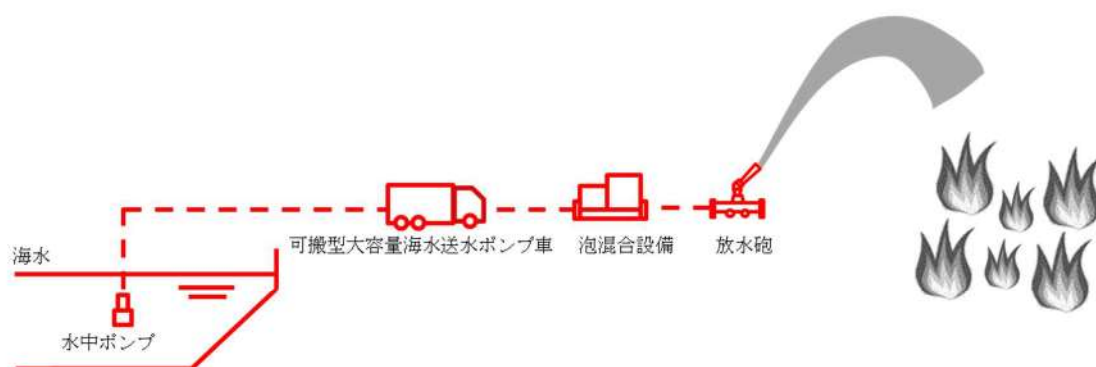 可搬型大容量海水送水ポンプ車
泡混合設備
放水砲
海水
水中ポンプ